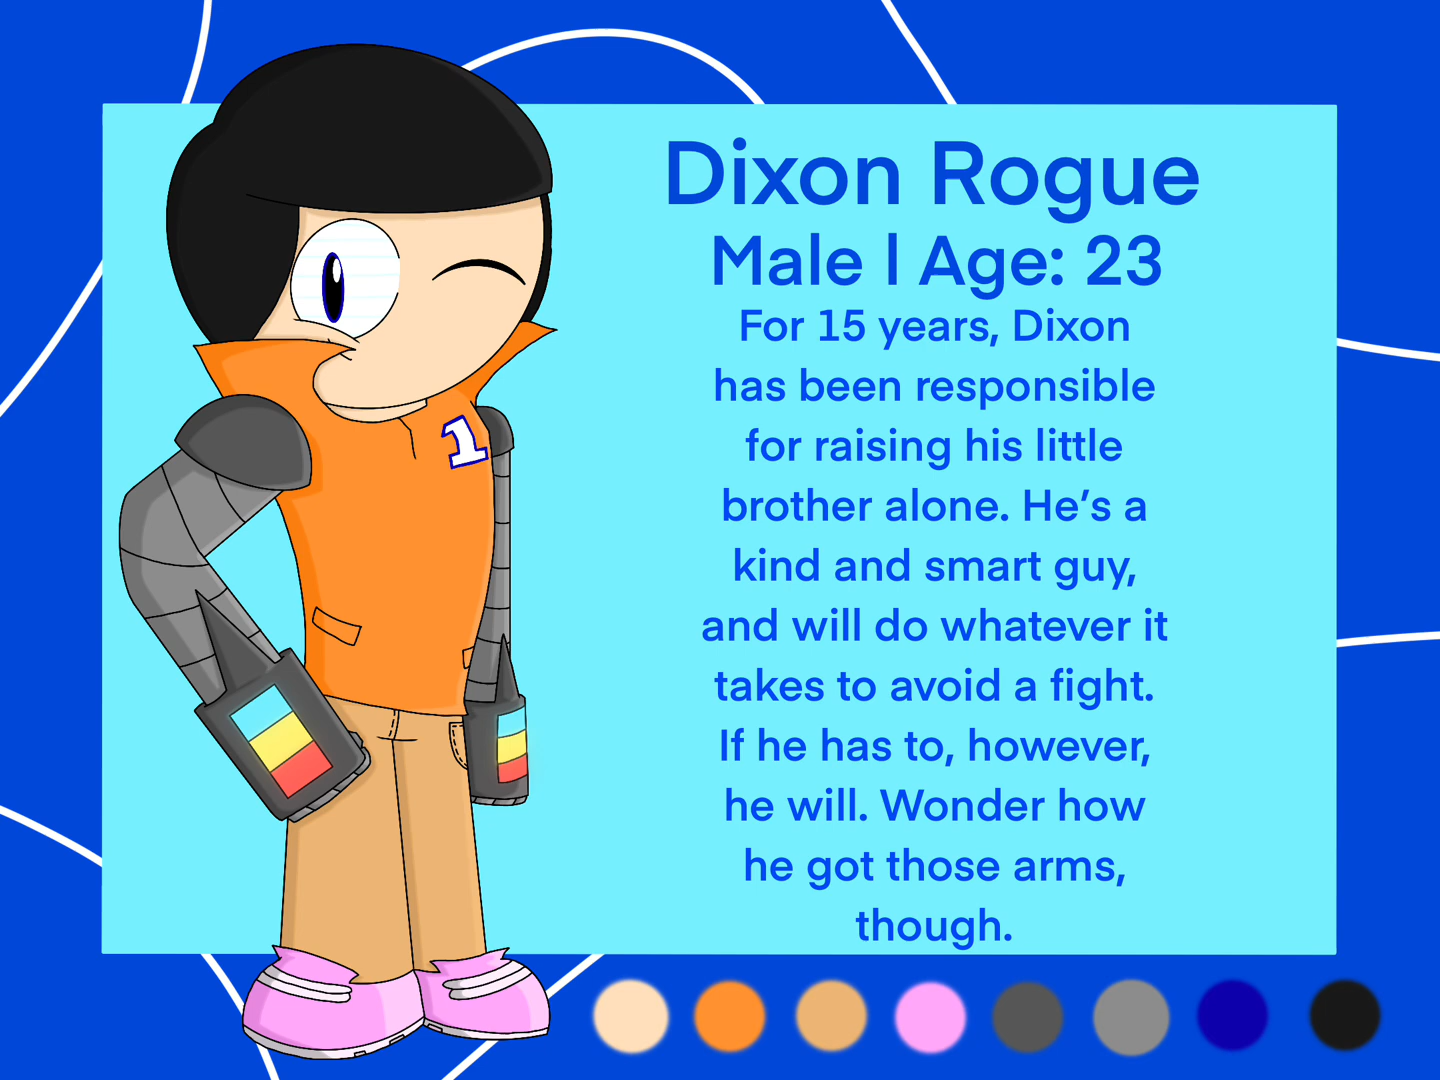 Dixon Rogue
Male | Age: 23
For 15 years, Dixon
has been responsible
for raising his little
brother alone. He’s a
kind and smart guy,
and will do whatever it
takes to avoid a fight.
If he has to, however,
he will. Wonder how
he got those arms,
though.
1